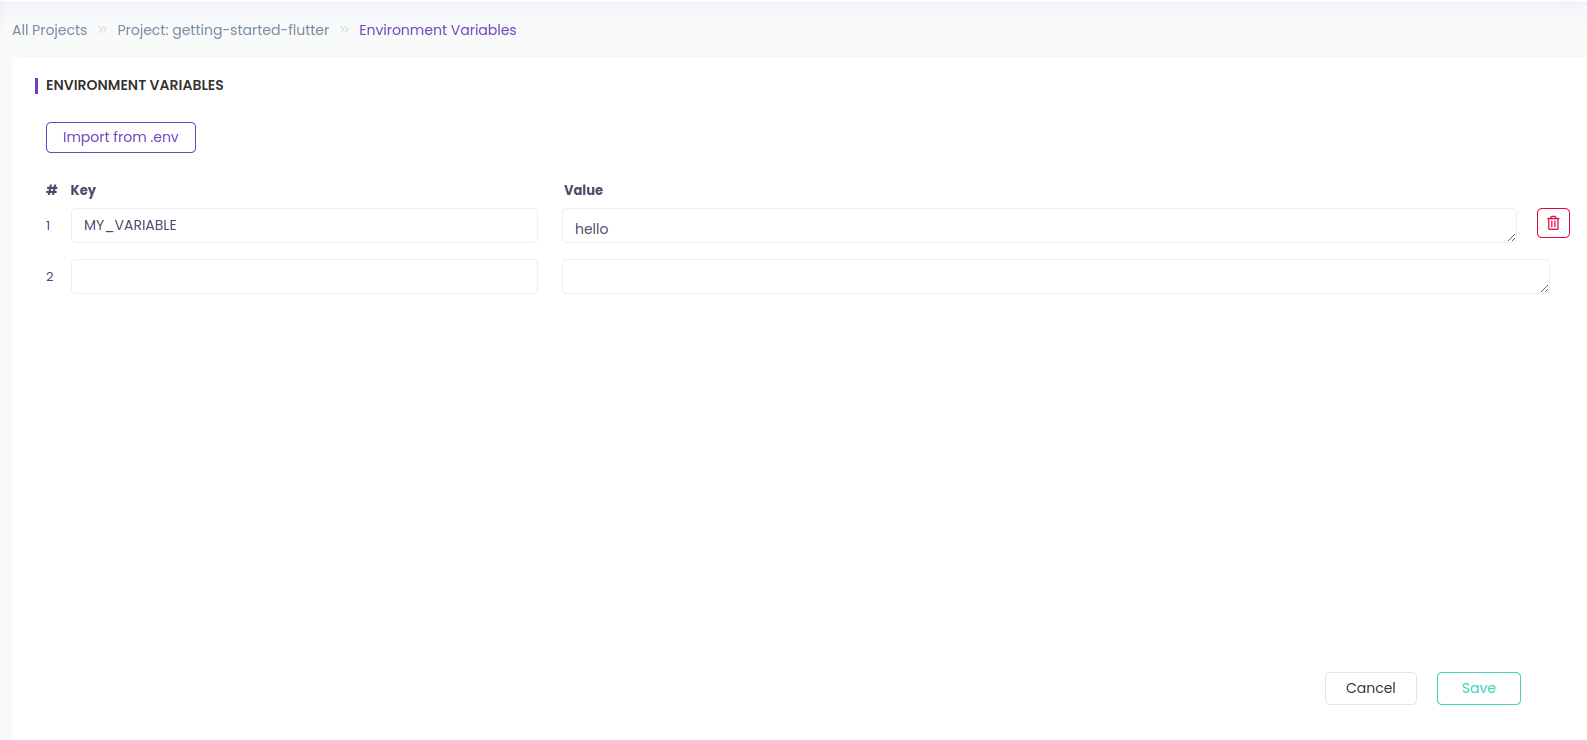 All Projects » Project: getting-started-flutter » Environment Variables
ENVIRONMENT VARIABLES
Import from .env
# Key Value
1 MY_VARIABLE hello
2
Cancel Save